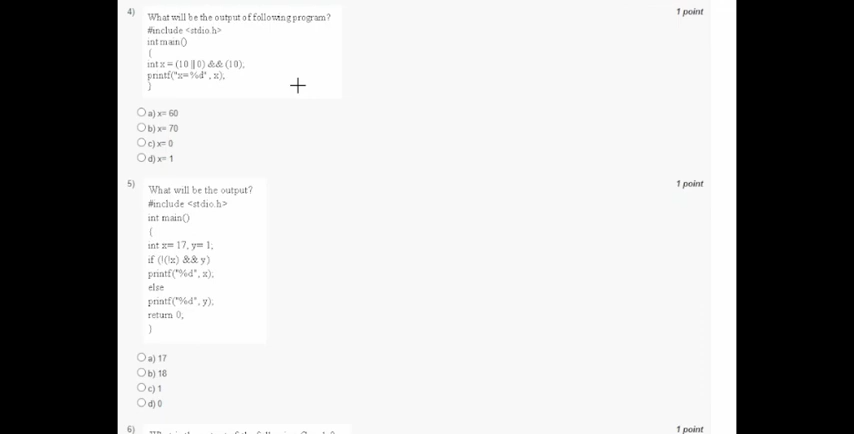 4)
1 point
What will be the output of following program?
#include <stdio.h>
int main()
{
int x = (10 || 0) && (10);
printf("x=%d", x);
}
a) x= 60
b) x= 70
c) x= 0
d) x= 1
5)
1 point
What will be the output?
#include <stdio.h>
int main()
{
int x= 17, y= 1;
if (!(!x) && y)
printf("%d", x);
else
printf("%d", y);
return 0;
}
a) 17
b) 18
c) 1
d) 0
6)
1 point